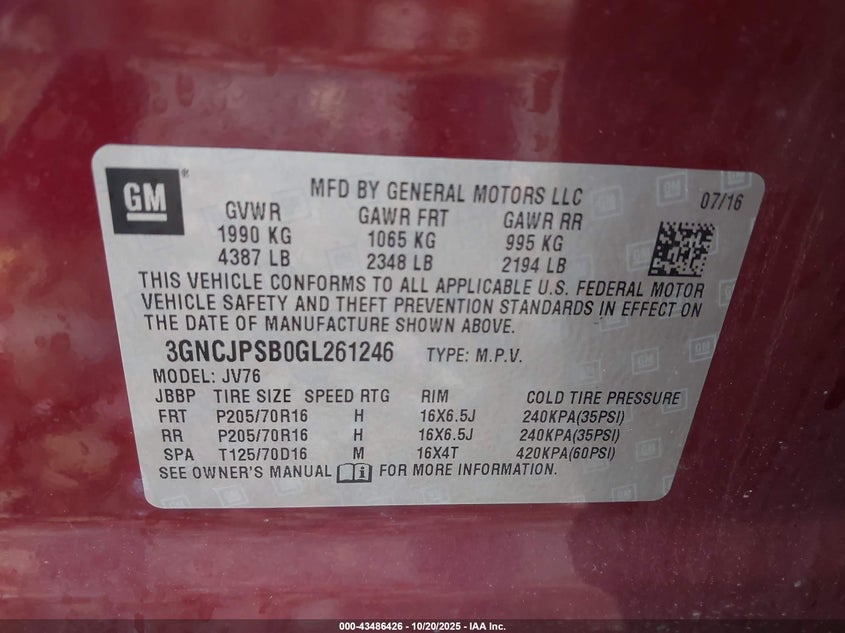 GM®
MFD BY GENERAL MOTORS LLC
07/16
GVWR GAWR FRT GAWR RR
1990 KG 1065 KG 995 KG
4387 LB 2348 LB 2194 LB
THIS VEHICLE CONFORMS TO ALL APPLICABLE U.S. FEDERAL MOTOR
VEHICLE SAFETY AND THEFT PREVENTION STANDARDS IN EFFECT ON
THE DATE OF MANUFACTURE SHOWN ABOVE.
3GNCJPSB0GL261246 TYPE: M.P.V.
MODEL: JV76
JBBP TIRE SIZE SPEED RTG RIM COLD TIRE PRESSURE
FRT P205/70R16 H 16X6.5J 240KPA(35PSI)
RR P205/70R16 H 16X6.5J 240KPA(35PSI)
SPA T125/70D16 M 16X4T 420KPA(60PSI)
SEE OWNER'S MANUAL FOR MORE INFORMATION.
000-43486426 - 10/20/2025 - IAA Inc.